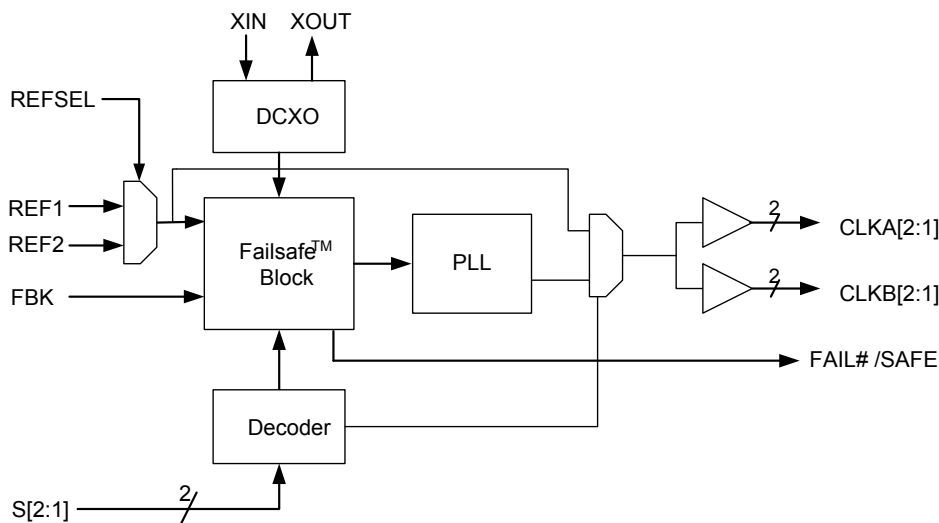 XIN XOUT
REFSEL
DCXO
REF1
REF2
Failsafe™
Block
PLL
2
CLKA[2:1]
FBK
2
CLKB[2:1]
FAIL# /SAFE
Decoder
2
S[2:1]